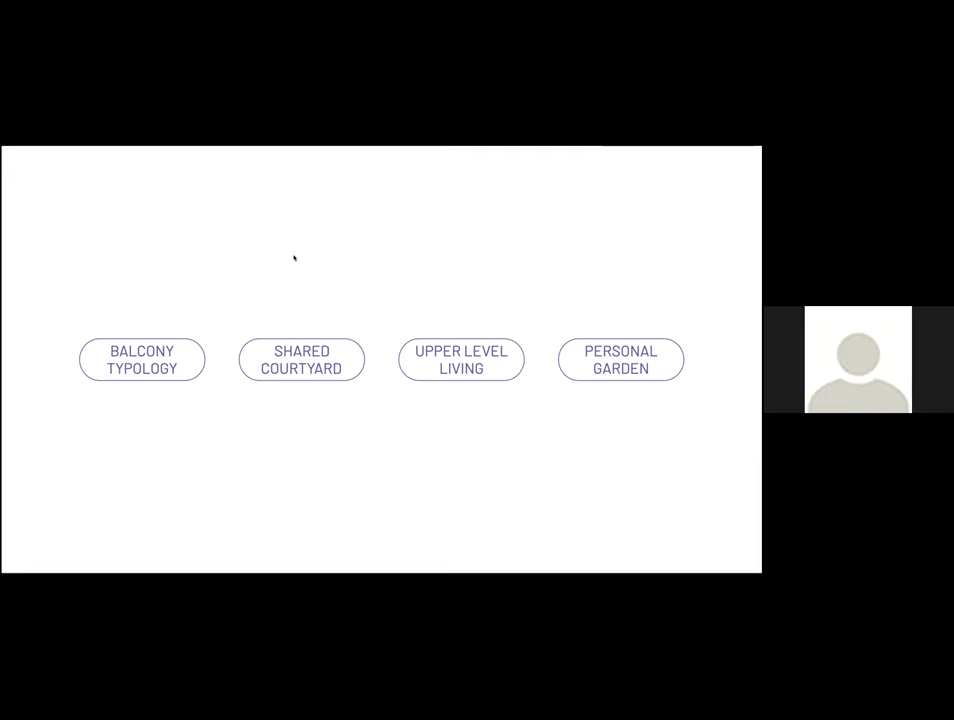 BALCONY
TYPOLOGY
SHARED
COURTYARD
UPPER LEVEL
LIVING
PERSONAL
GARDEN